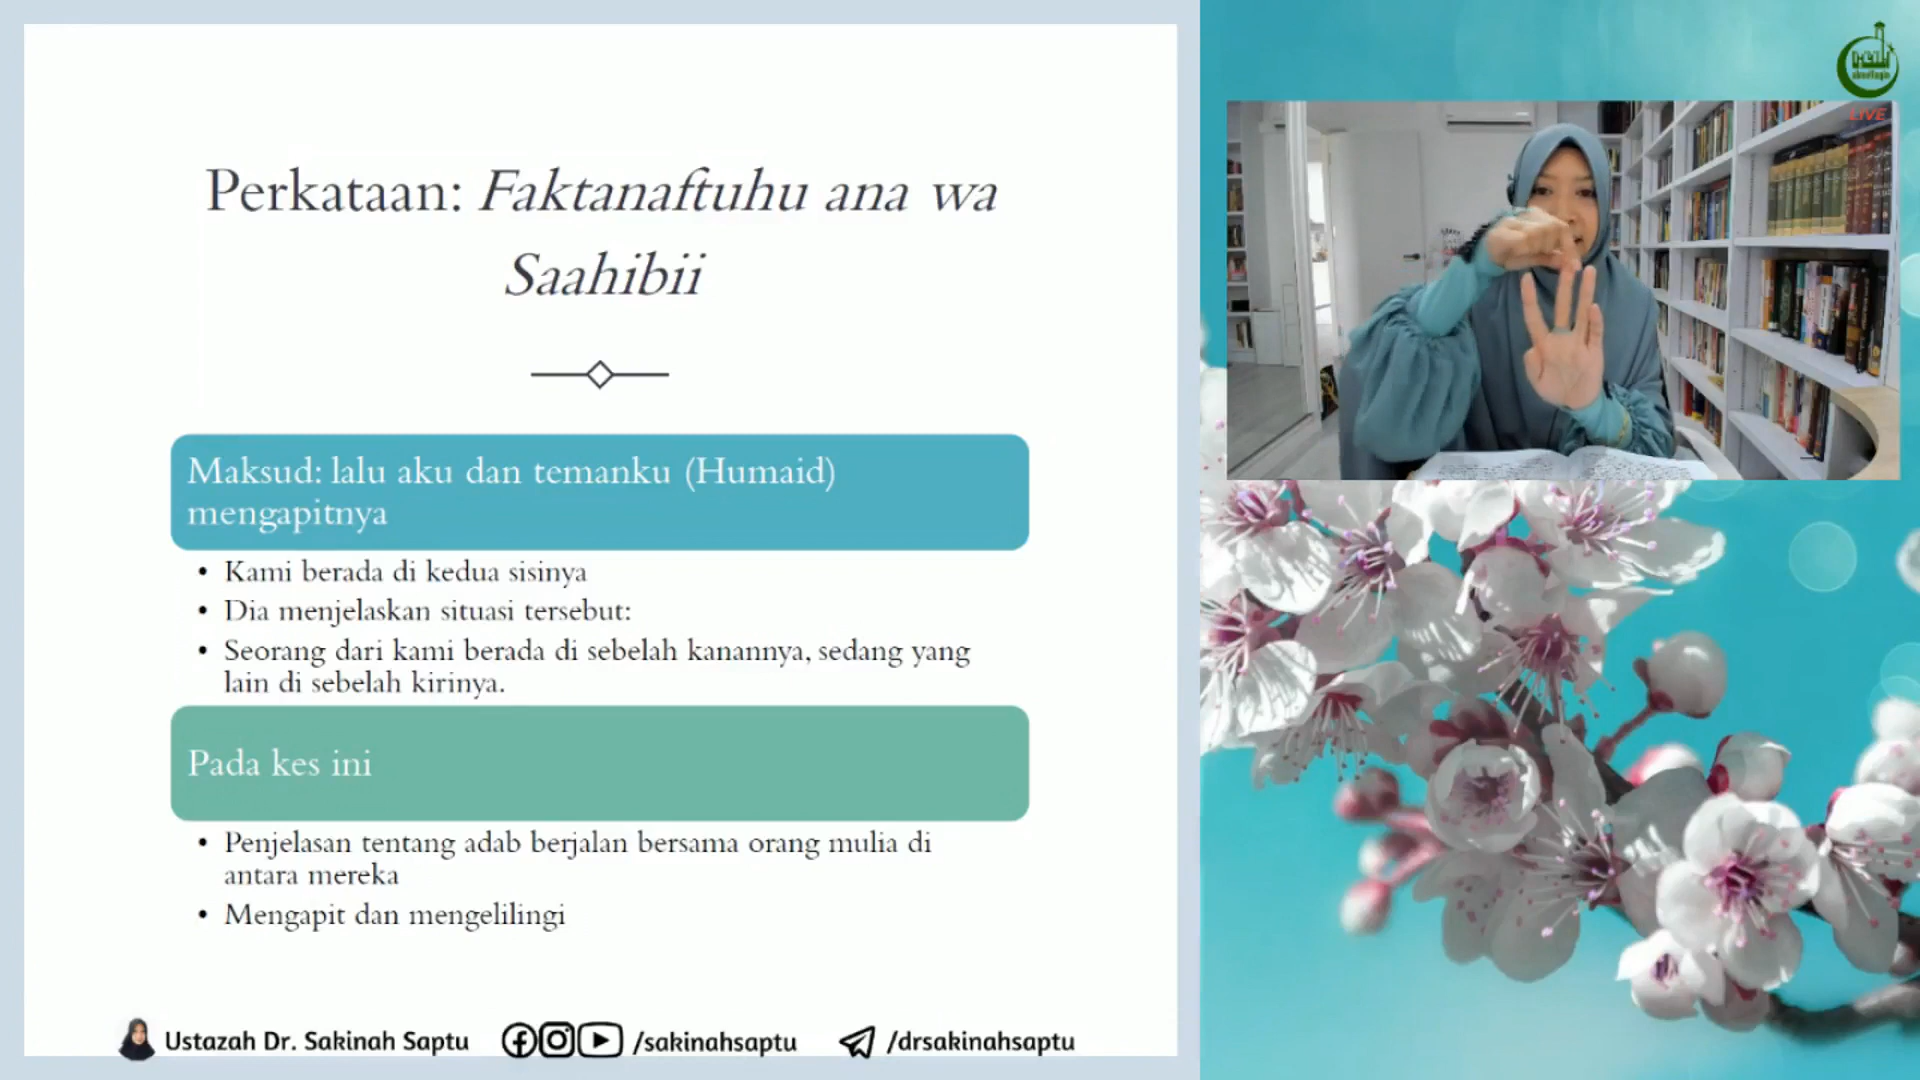 Perkataan: Faktanaftuhu ana wa
Saahibii
Maksud: lalu aku dan temanku (Humaid)
mengapitnya
• Kami berada di kedua sisinya
• Dia menjelaskan situasi tersebut:
• Seorang dari kami berada di sebelah kanannya, sedang yang
lain di sebelah kirinya.
Pada kes ini
• Penjelasan tentang adab berjalan bersama orang mulia di
antara mereka
• Mengapit dan mengelilingi
Ustazah Dr. Sakinah Saptu /sakinahsaptu /drsakinahsaptu
LIVE